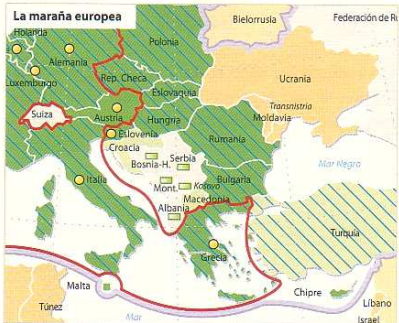 La maraña europea
Bielorrusia
Federación de Ru
Holanda
Polonia
Alemania
Luxemburgo
Rep. Checa
Ucrania
Eslovaquia
Suiza
Austria
Hungría
Transnistria
Moldavia
Eslovenia
Croacia
Rumania
Bosnia-H.
Serbia
Mar Negro
Italia
Mont.
Kosovo
Bulgaria
Macedonia
Albania
Turquía
Grecia
Malta
Chipre
Líbano
Túnez
Mar
Israel